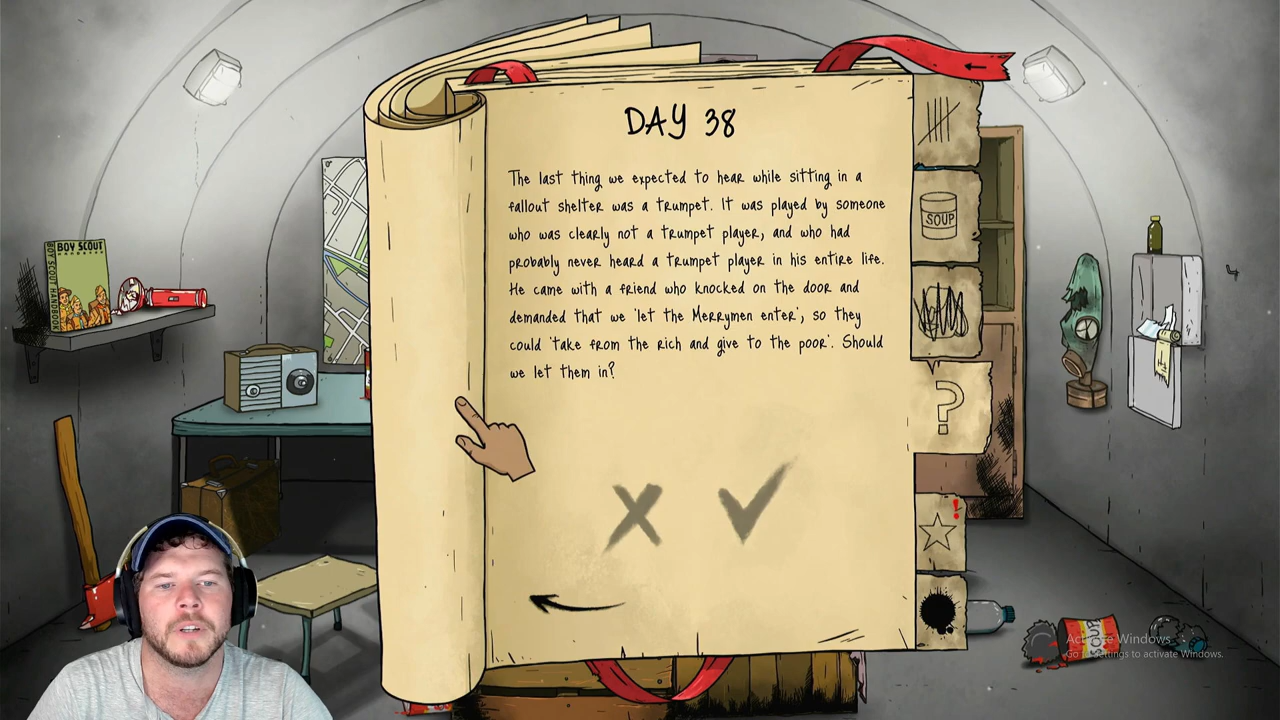 DAY 38
The last thing we expected to hear while sitting in a
fallout shelter was a trumpet. It was played by someone
who was clearly not a trumpet player, and who had
probably never heard a trumpet player in his entire life.
He came with a friend who knocked on the door and
demanded that we 'let the Merrymen enter', so they
could 'take from the rich and give to the poor'. Should
we let them in?
BOY SCOUT
BOY SCOUT HANDBOOK
SOUP
?
!
Activate Windows
Go to Settings to activate Windows.